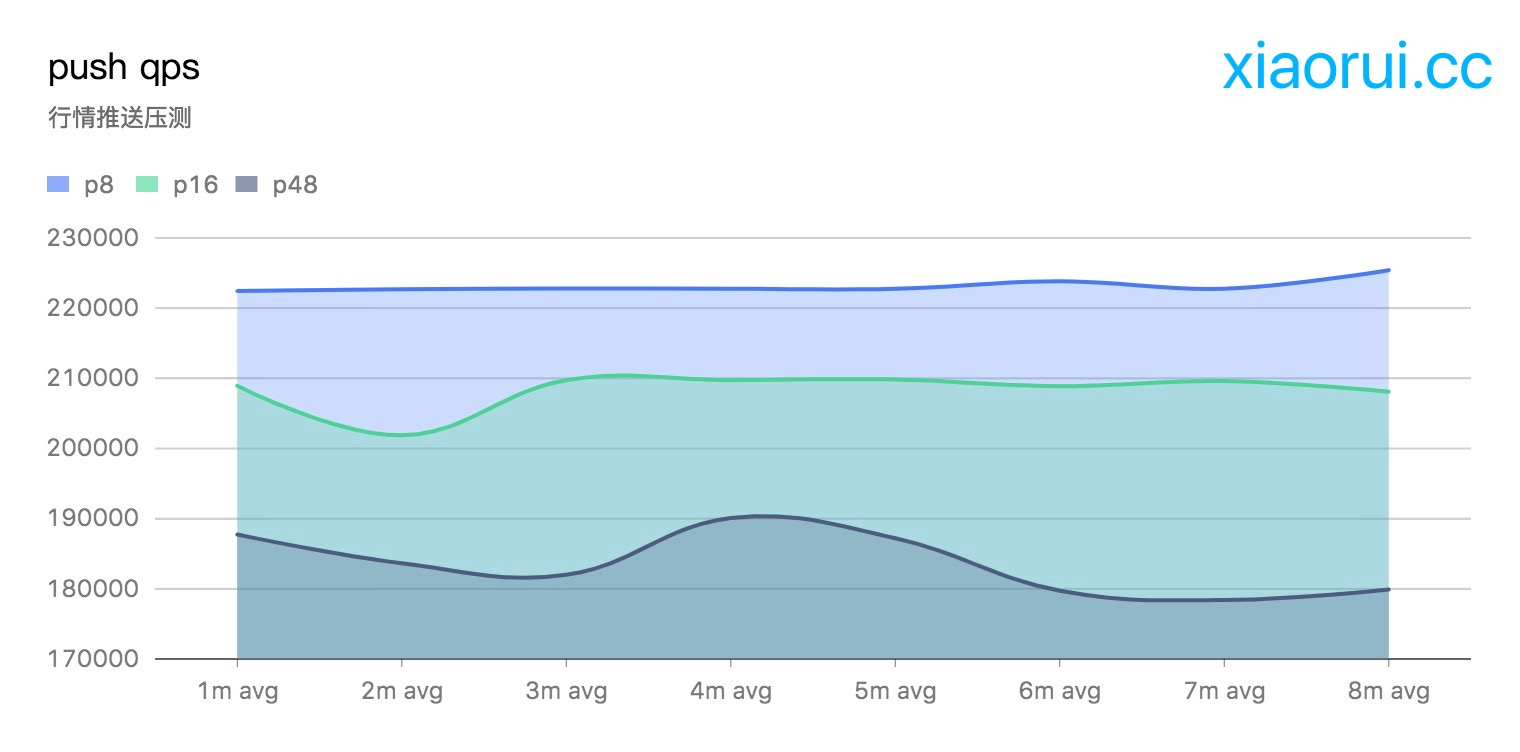 push qps
xiaorui.cc
行情推送压测
p8 p16 p48
230000
220000
210000
200000
190000
180000
170000
1m avg 2m avg 3m avg 4m avg 5m avg 6m avg 7m avg 8m avg